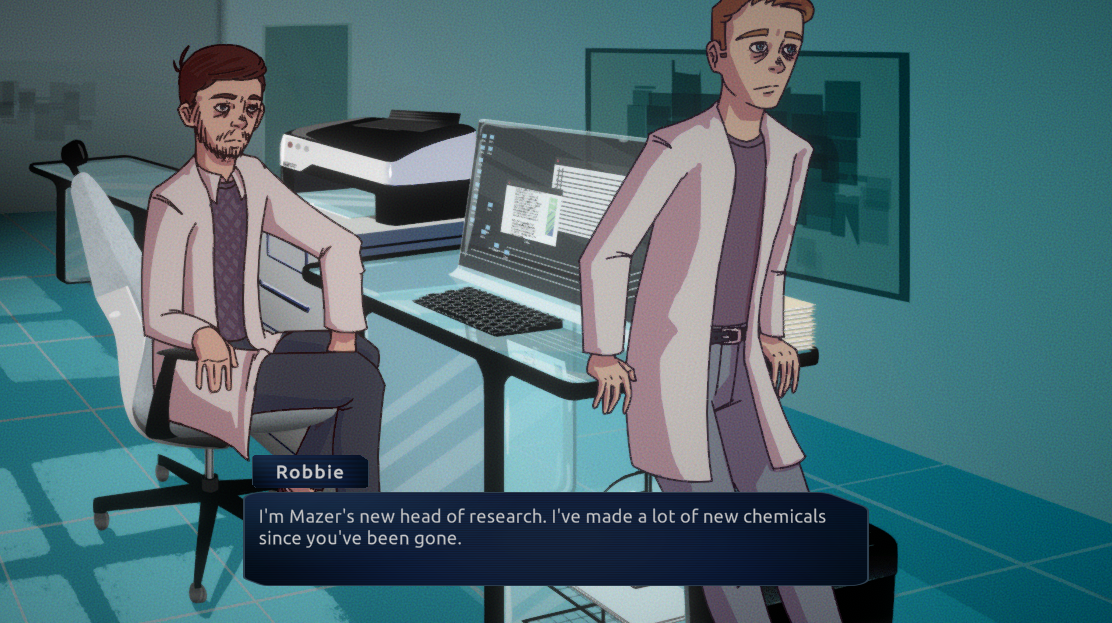 Robbie
I'm Mazer's new head of research. I've made a lot of new chemicals
since you've been gone.